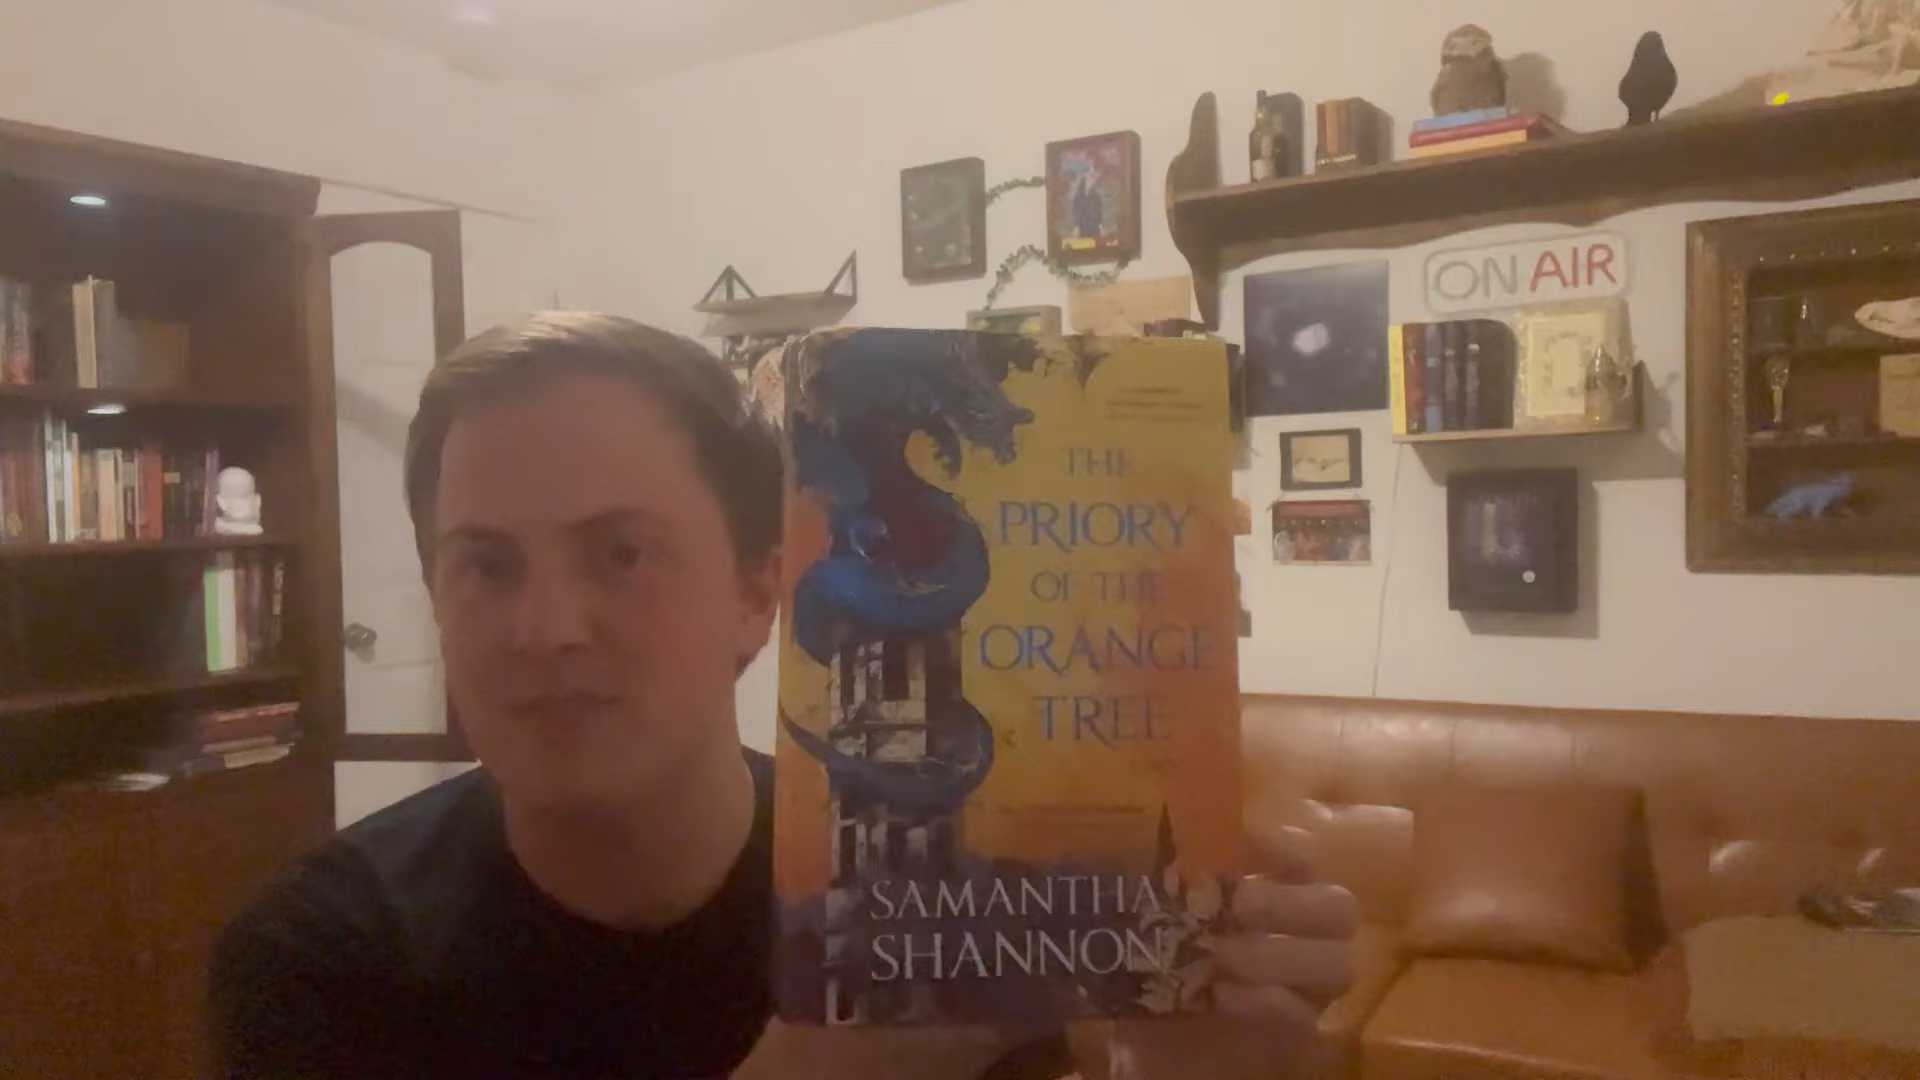 ON AIR
THE
PRIORY
OF THE
ORANGE
TREE
SAMANTHA
SHANNON